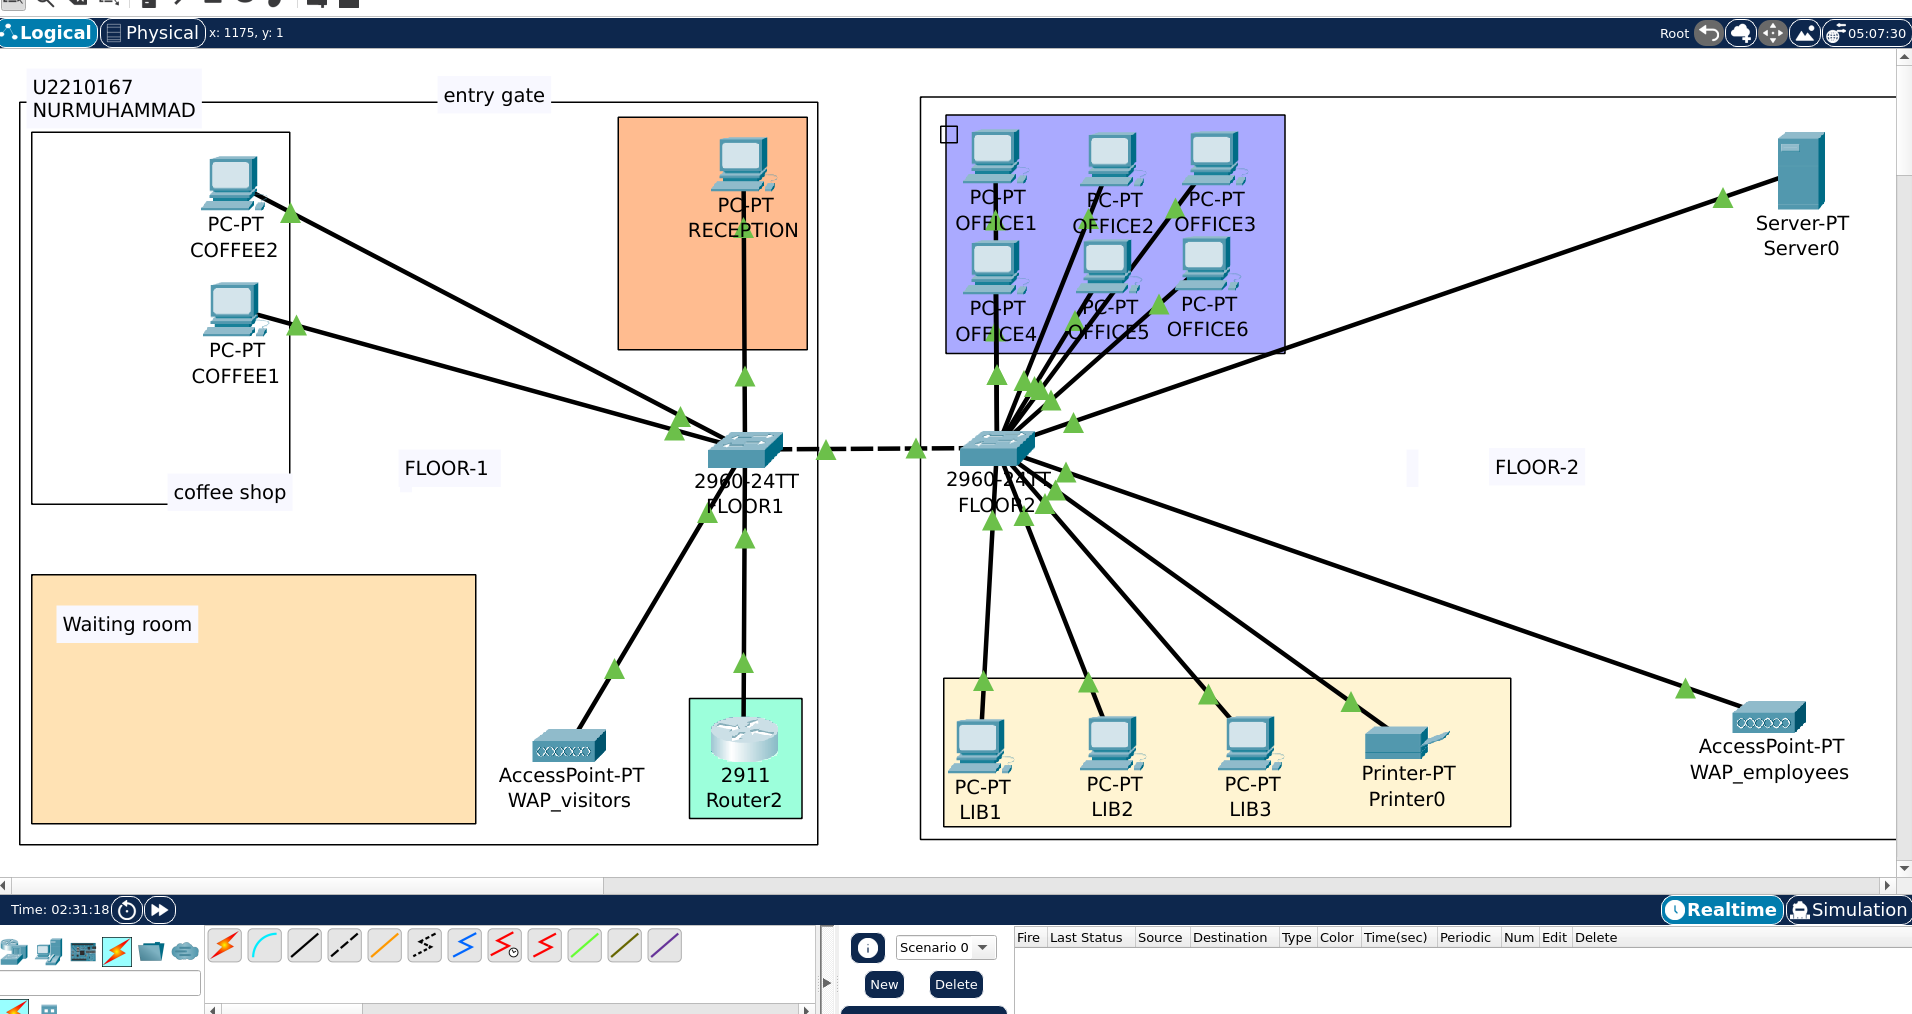 Logical
Physical
x: 1175, y: 1
Root
05:07:30
U2210167
NURMUHAMMAD
entry gate
PC-PT
COFFEE2
PC-PT
COFFEE1
coffee shop
FLOOR-1
PC-PT
RECEPTION
2960-24TT
FLOOR1
Waiting room
AccessPoint-PT
WAP_visitors
2911
Router2
PC-PT
OFFICE1
PC-PT
OFFICE2
PC-PT
OFFICE3
PC-PT
OFFICE4
PC-PT
OFFICE5
PC-PT
OFFICE6
Server-PT
Server0
2960-24TT
FLOOR2
FLOOR-2
PC-PT
LIB1
PC-PT
LIB2
PC-PT
LIB3
Printer-PT
Printer0
AccessPoint-PT
WAP_employees
Time: 02:31:18
Realtime
Simulation
Scenario 0
New
Delete
Fire Last Status Source Destination Type Color Time(sec) Periodic Num Edit Delete